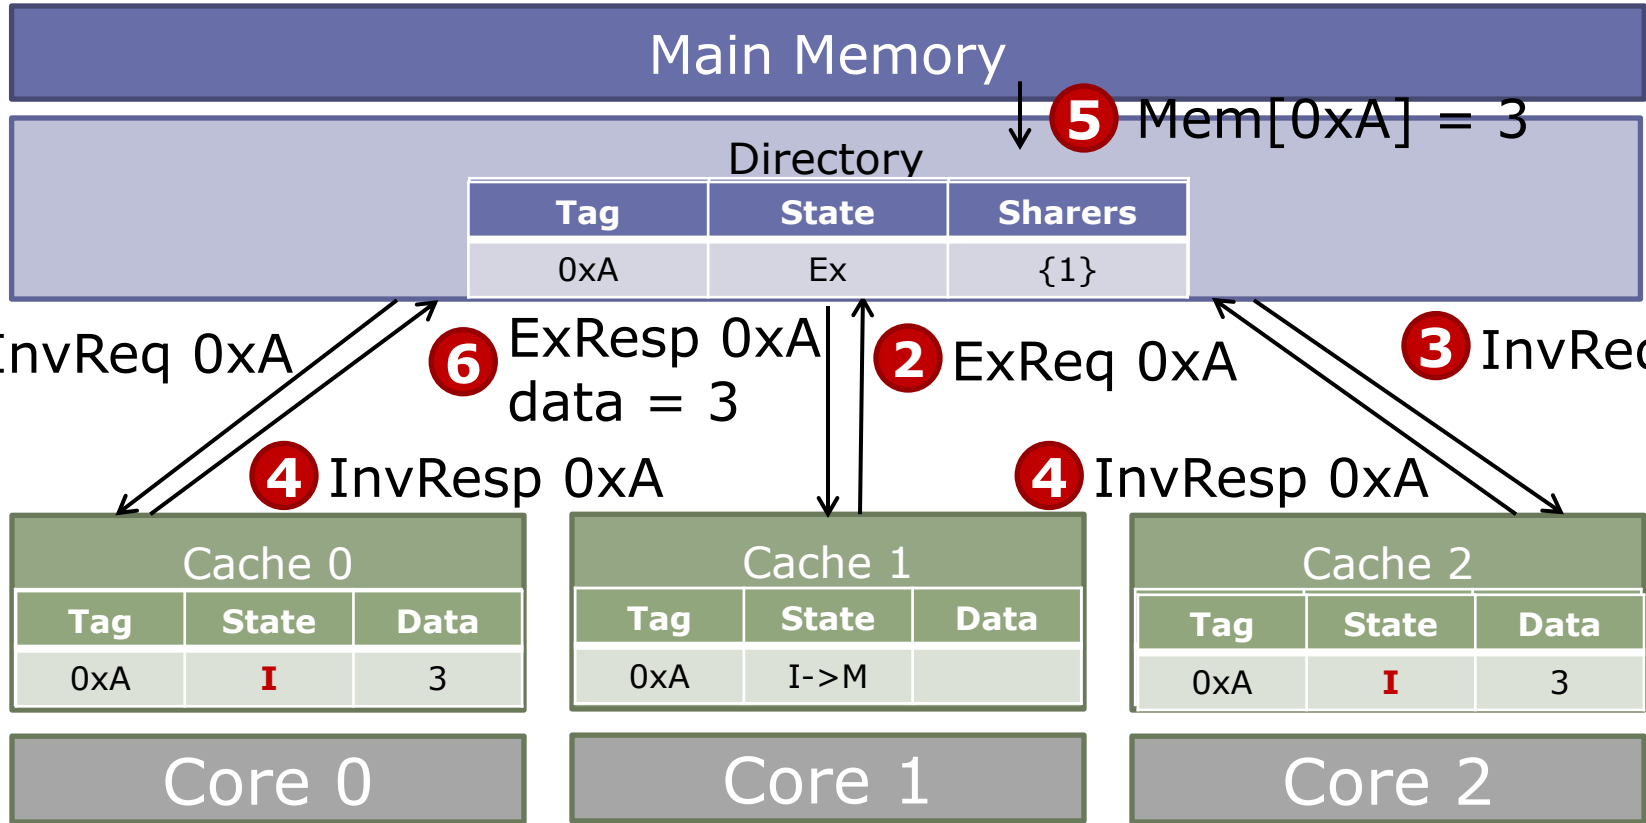 Main Memory
5 Mem[0xA] = 3
Directory
Tag State Sharers
0xA Ex {1}
InvReq 0xA
6 ExResp 0xA
data = 3
2 ExReq 0xA
3 InvReq
4 InvResp 0xA
4 InvResp 0xA
Cache 0
Tag State Data
0xA I 3
Cache 1
Tag State Data
0xA I->M
Cache 2
Tag State Data
0xA I 3
Core 0
Core 1
Core 2